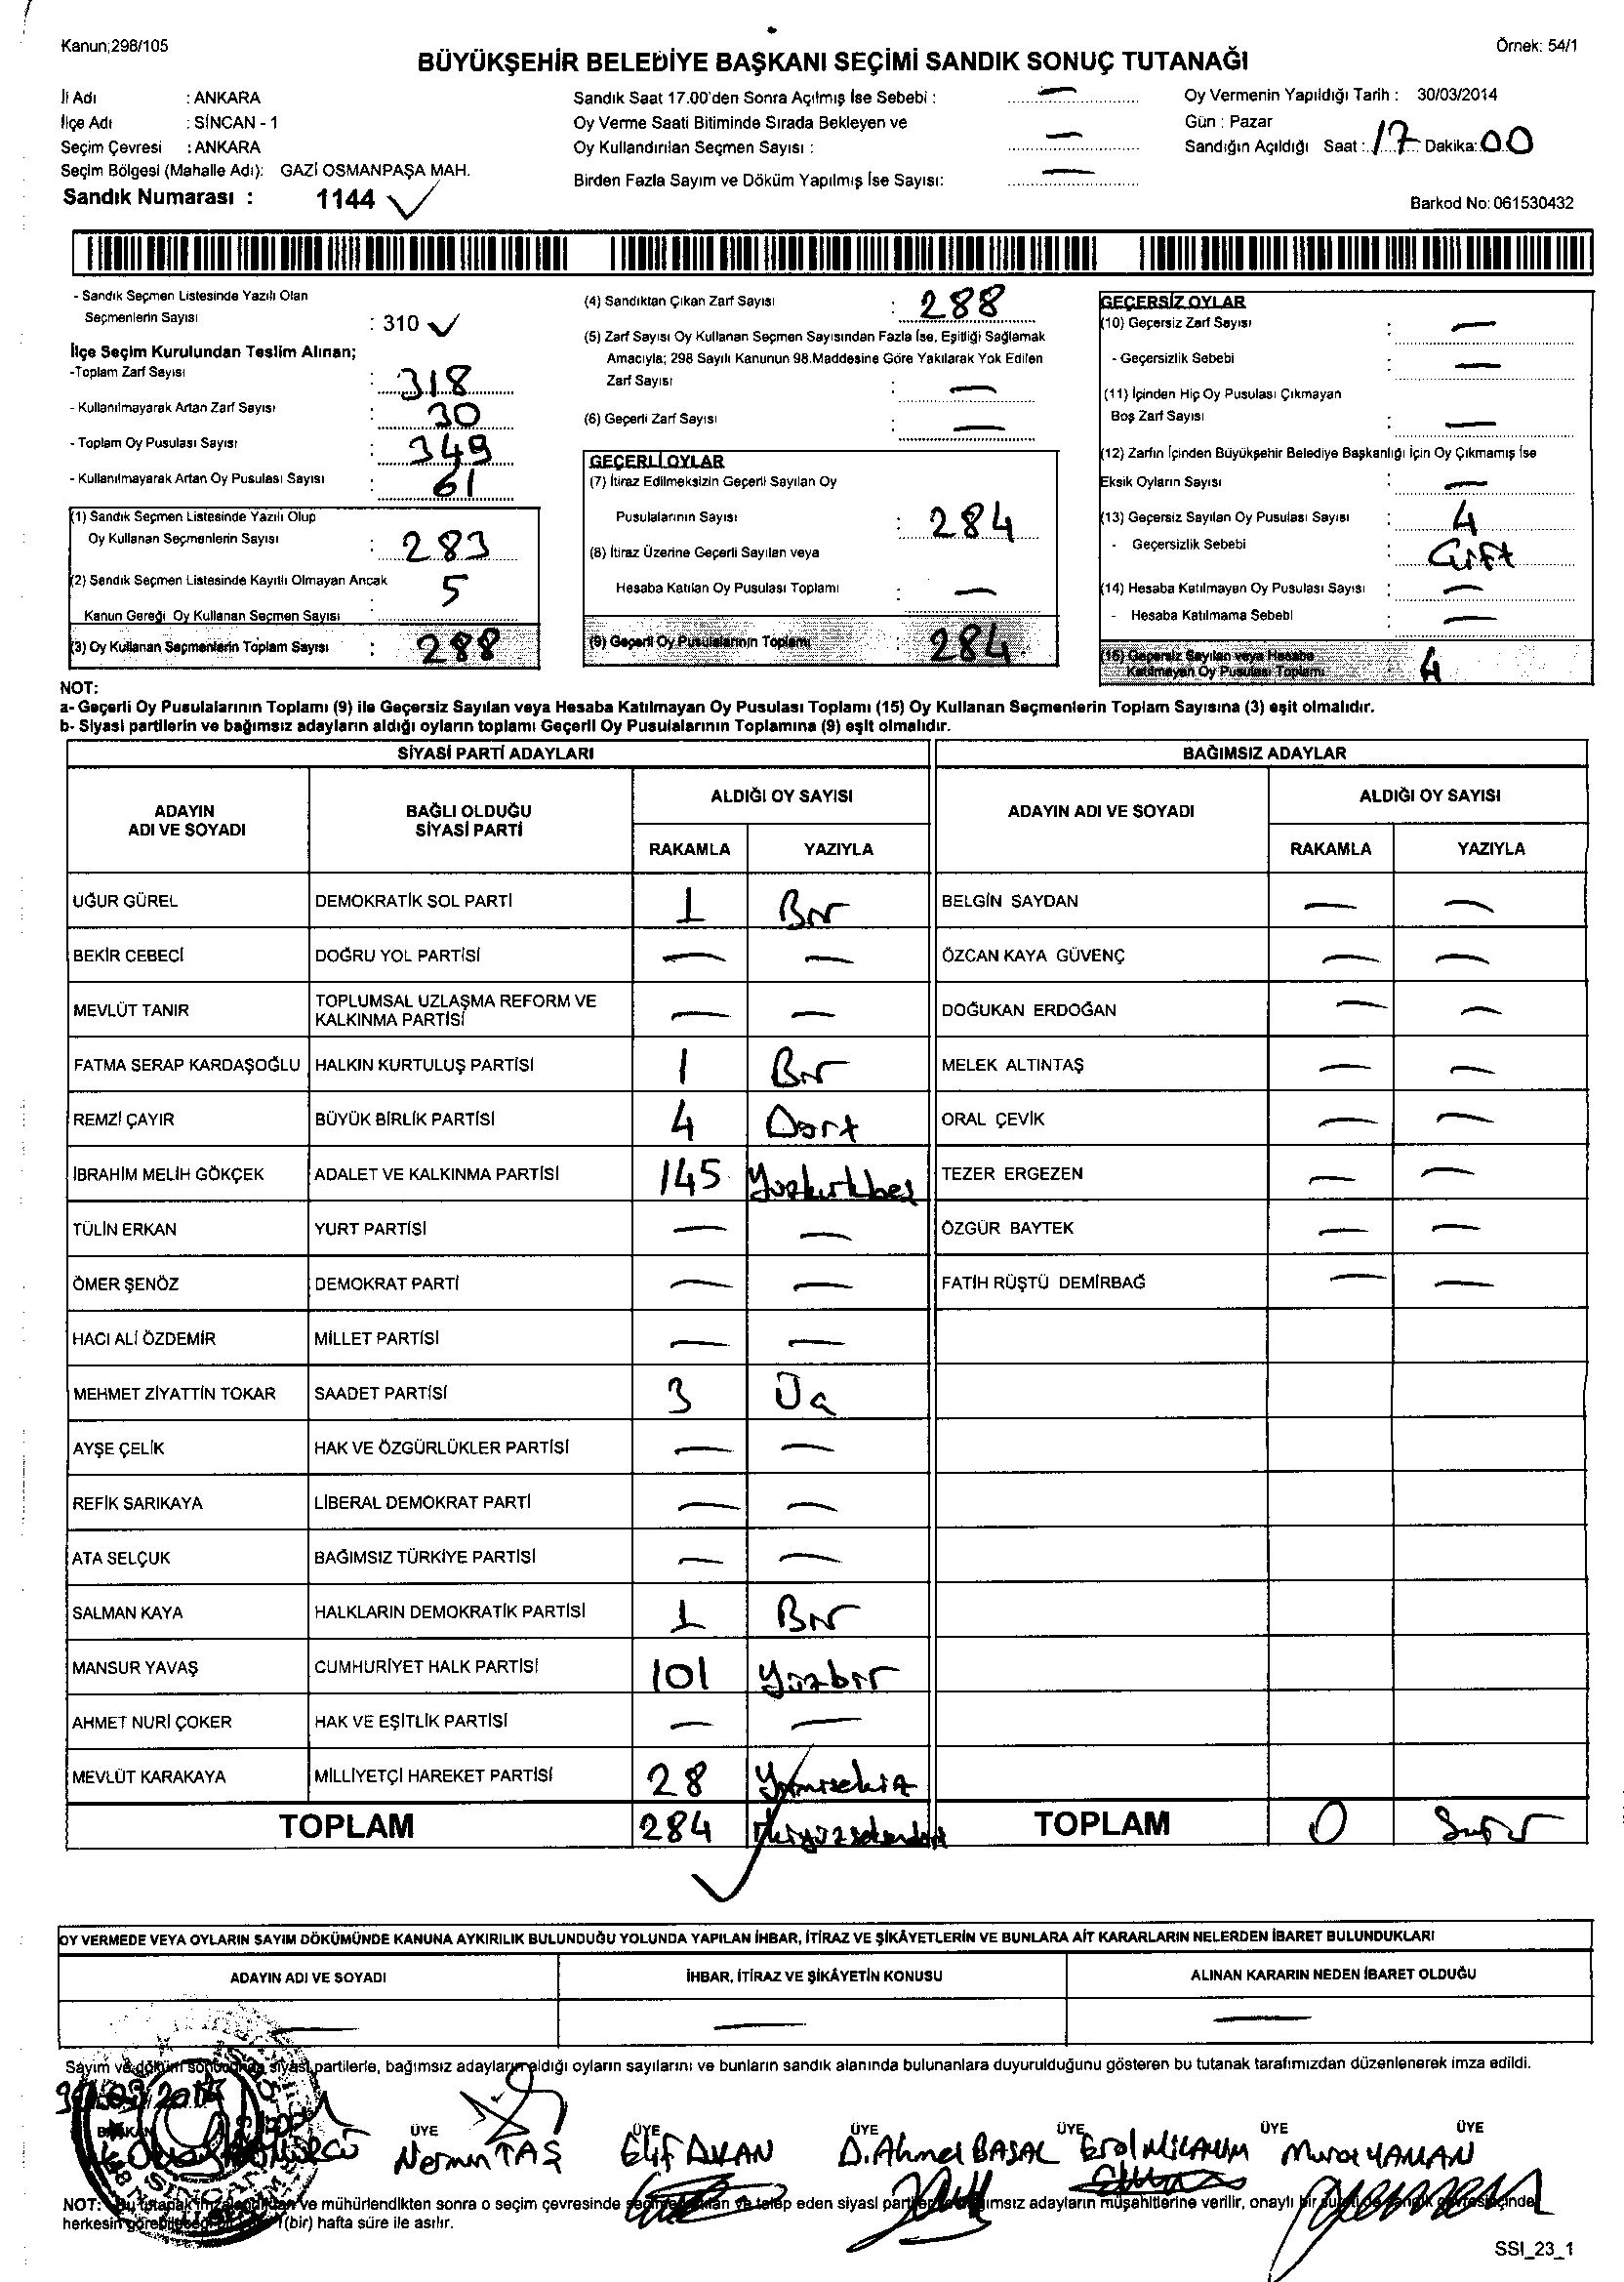 Kanun;298/105
Örnek: 54/1
BÜYÜKŞEHİR BELEDİYE BAŞKANI SEÇİMİ SANDIK SONUÇ TUTANAĞI
İl Adı : ANKARA
İlçe Adı : SİNCAN - 1
Seçim Çevresi : ANKARA
Seçim Bölgesi (Mahalle Adı): GAZİ OSMANPAŞA MAH.
Sandık Numarası : 1144 ✓
Sandık Saat 17.00'den Sonra Açılmış İse Sebebi : —
Oy Verme Saati Bitiminde Sırada Bekleyen ve
Oy Kullandırılan Seçmen Sayısı : —
Birden Fazla Sayım ve Döküm Yapılmış İse Sayısı: —
Oy Vermenin Yapıldığı Tarih : 30/03/2014
Gün : Pazar
Sandığın Açıldığı Saat : 17 Dakika: 00
Barkod No: 061530432
- Sandık Seçmen Listesinde Yazılı Olan
Seçmenlerin Sayısı : 310 ✓
İlçe Seçim Kurulundan Teslim Alınan;
-Toplam Zarf Sayısı : 318
- Kullanılmayarak Artan Zarf Sayısı : 30
- Toplam Oy Pusulası Sayısı : 349
- Kullanılmayarak Artan Oy Pusulası Sayısı : 61
(1) Sandık Seçmen Listesinde Yazılı Olup
Oy Kullanan Seçmenlerin Sayısı : 283
(2) Sandık Seçmen Listesinde Kayıtlı Olmayan Ancak
Kanun Gereği Oy Kullanan Seçmen Sayısı : 5
(3) Oy Kullanan Seçmenlerin Toplam Sayısı : 288
(4) Sandıktan Çıkan Zarf Sayısı : 288
(5) Zarf Sayısı Oy Kullanan Seçmen Sayısından Fazla İse, Eşitliği Sağlamak
Amacıyla; 298 Sayılı Kanunun 98.Maddesine Göre Yakılarak Yok Edilen
Zarf Sayısı : —
(6) Geçerli Zarf Sayısı : —
GEÇERLİ OYLAR
(7) İtiraz Edilmeksizin Geçerli Sayılan Oy
Pusulalarının Sayısı : 284
(8) İtiraz Üzerine Geçerli Sayılan veya
Hesaba Katılan Oy Pusulası Toplamı : —
(9) Geçerli Oy Pusulalarının Toplamı : 284
GEÇERSİZ OYLAR
(10) Geçersiz Zarf Sayısı : —
- Geçersizlik Sebebi : —
(11) İçinden Hiç Oy Pusulası Çıkmayan
Boş Zarf Sayısı : —
(12) Zarfın İçinden Büyükşehir Belediye Başkanlığı İçin Oy Çıkmamış İse
Eksik Oyların Sayısı : —
(13) Geçersiz Sayılan Oy Pusulası Sayısı : 4
- Geçersizlik Sebebi : Çift
(14) Hesaba Katılmayan Oy Pusulası Sayısı : —
- Hesaba Katılmama Sebebi : —
(15) Geçersiz Sayılan veya Hesaba
Katılmayan Oy Pusulası Toplamı : 4
NOT:
a- Geçerli Oy Pusulalarının Toplamı (9) ile Geçersiz Sayılan veya Hesaba Katılmayan Oy Pusulası Toplamı (15) Oy Kullanan Seçmenlerin Toplam Sayısına (3) eşit olmalıdır.
b- Siyasi partilerin ve bağımsız adayların aldığı oyların toplamı Geçerli Oy Pusulalarının Toplamına (9) eşit olmalıdır.
SİYASİ PARTİ ADAYLARI
ADAYIN ADI VE SOYADI
BAĞLI OLDUĞU SİYASİ PARTİ
ALDIĞI OY SAYISI
RAKAMLA YAZIYLA
UĞUR GÜREL DEMOKRATİK SOL PARTİ 1 Bir
BEKİR CEBECİ DOĞRU YOL PARTİSİ — —
MEVLÜT TANIR TOPLUMSAL UZLAŞMA REFORM VE KALKINMA PARTİSİ — —
FATMA SERAP KARDAŞOĞLU HALKIN KURTULUŞ PARTİSİ 1 Bir
REMZİ ÇAYIR BÜYÜK BİRLİK PARTİSİ 4 Dört
İBRAHİM MELİH GÖKÇEK ADALET VE KALKINMA PARTİSİ 145 Yüzkırkbeş
TÜLİN ERKAN YURT PARTİSİ — —
ÖMER ŞENÖZ DEMOKRAT PARTİ — —
HACI ALİ ÖZDEMİR MİLLET PARTİSİ — —
MEHMET ZİYATTİN TOKAR SAADET PARTİSİ 3 Üç
AYŞE ÇELİK HAK VE ÖZGÜRLÜKLER PARTİSİ — —
REFİK SARIKAYA LİBERAL DEMOKRAT PARTİ — —
ATA SELÇUK BAĞIMSIZ TÜRKİYE PARTİSİ — —
SALMAN KAYA HALKLARIN DEMOKRATİK PARTİSİ 1 Bir
MANSUR YAVAŞ CUMHURİYET HALK PARTİSİ 101 Yüzbir
AHMET NURİ ÇOKER HAK VE EŞİTLİK PARTİSİ — —
MEVLÜT KARAKAYA MİLLİYETÇİ HAREKET PARTİSİ 28 Yirmisekiz
TOPLAM 284 İkiyüzseksendört
BAĞIMSIZ ADAYLAR
ADAYIN ADI VE SOYADI
ALDIĞI OY SAYISI
RAKAMLA YAZIYLA
BELGİN SAYDAN — —
ÖZCAN KAYA GÜVENÇ — —
DOĞUKAN ERDOĞAN — —
MELEK ALTINTAŞ — —
ORAL ÇEVİK — —
TEZER ERGEZEN — —
ÖZGÜR BAYTEK — —
FATİH RÜŞTÜ DEMİRBAĞ — —
TOPLAM 0 Sıfır
OY VERMEDE VEYA OYLARIN SAYIM DÖKÜMÜNDE KANUNA AYKIRILIK BULUNDUĞU YOLUNDA YAPILAN İHBAR, İTİRAZ VE ŞİKÂYETLERİN VE BUNLARA AİT KARARLARIN NELERDEN İBARET BULUNDUKLARI
ADAYIN ADI VE SOYADI İHBAR, İTİRAZ VE ŞİKÂYETİN KONUSU ALINAN KARARIN NEDEN İBARET OLDUĞU
— — —
Sayım ve döküm sonucunda siyasi partilerle, bağımsız adayların aldığı oyların sayılarını ve bunların sandık alanında bulunanlara duyurulduğunu gösteren bu tutanak tarafımızdan düzenlenerek imza edildi.
BAŞKAN ÜYE ÜYE ÜYE ÜYE ÜYE ÜYE
Nermin TAŞ D. Ahmet BAŞAL Murat YAMAN
NOT: Bu tutanak imzalandıktan ve mühürlendikten sonra o seçim çevresinde seçime katılan ve talep eden siyasi parti ve bağımsız adayların müşahitlerine verilir, onaylı bir sureti de sandık çevresi içinde
herkesin görebileceği 1 (bir) hafta süre ile asılır.
SSI_23_1